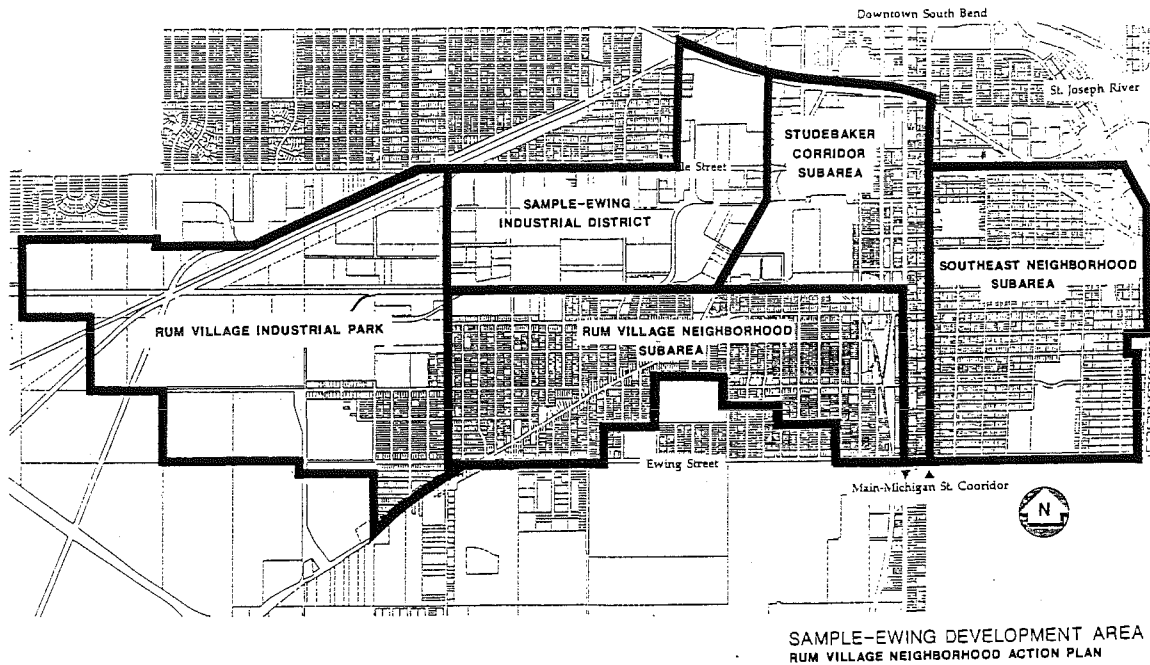 Downtown South Bend
St. Joseph River
STUDEBAKER
CORRIDOR
SUBAREA
le Street
SAMPLE-EWING
INDUSTRIAL DISTRICT
SOUTHEAST NEIGHBORHOOD
SUBAREA
RUM VILLAGE INDUSTRIAL PARK
RUM VILLAGE NEIGHBORHOOD
SUBAREA
Ewing Street
Main-Michigan St. Cooridor
N
SAMPLE-EWING DEVELOPMENT AREA
RUM VILLAGE NEIGHBORHOOD ACTION PLAN